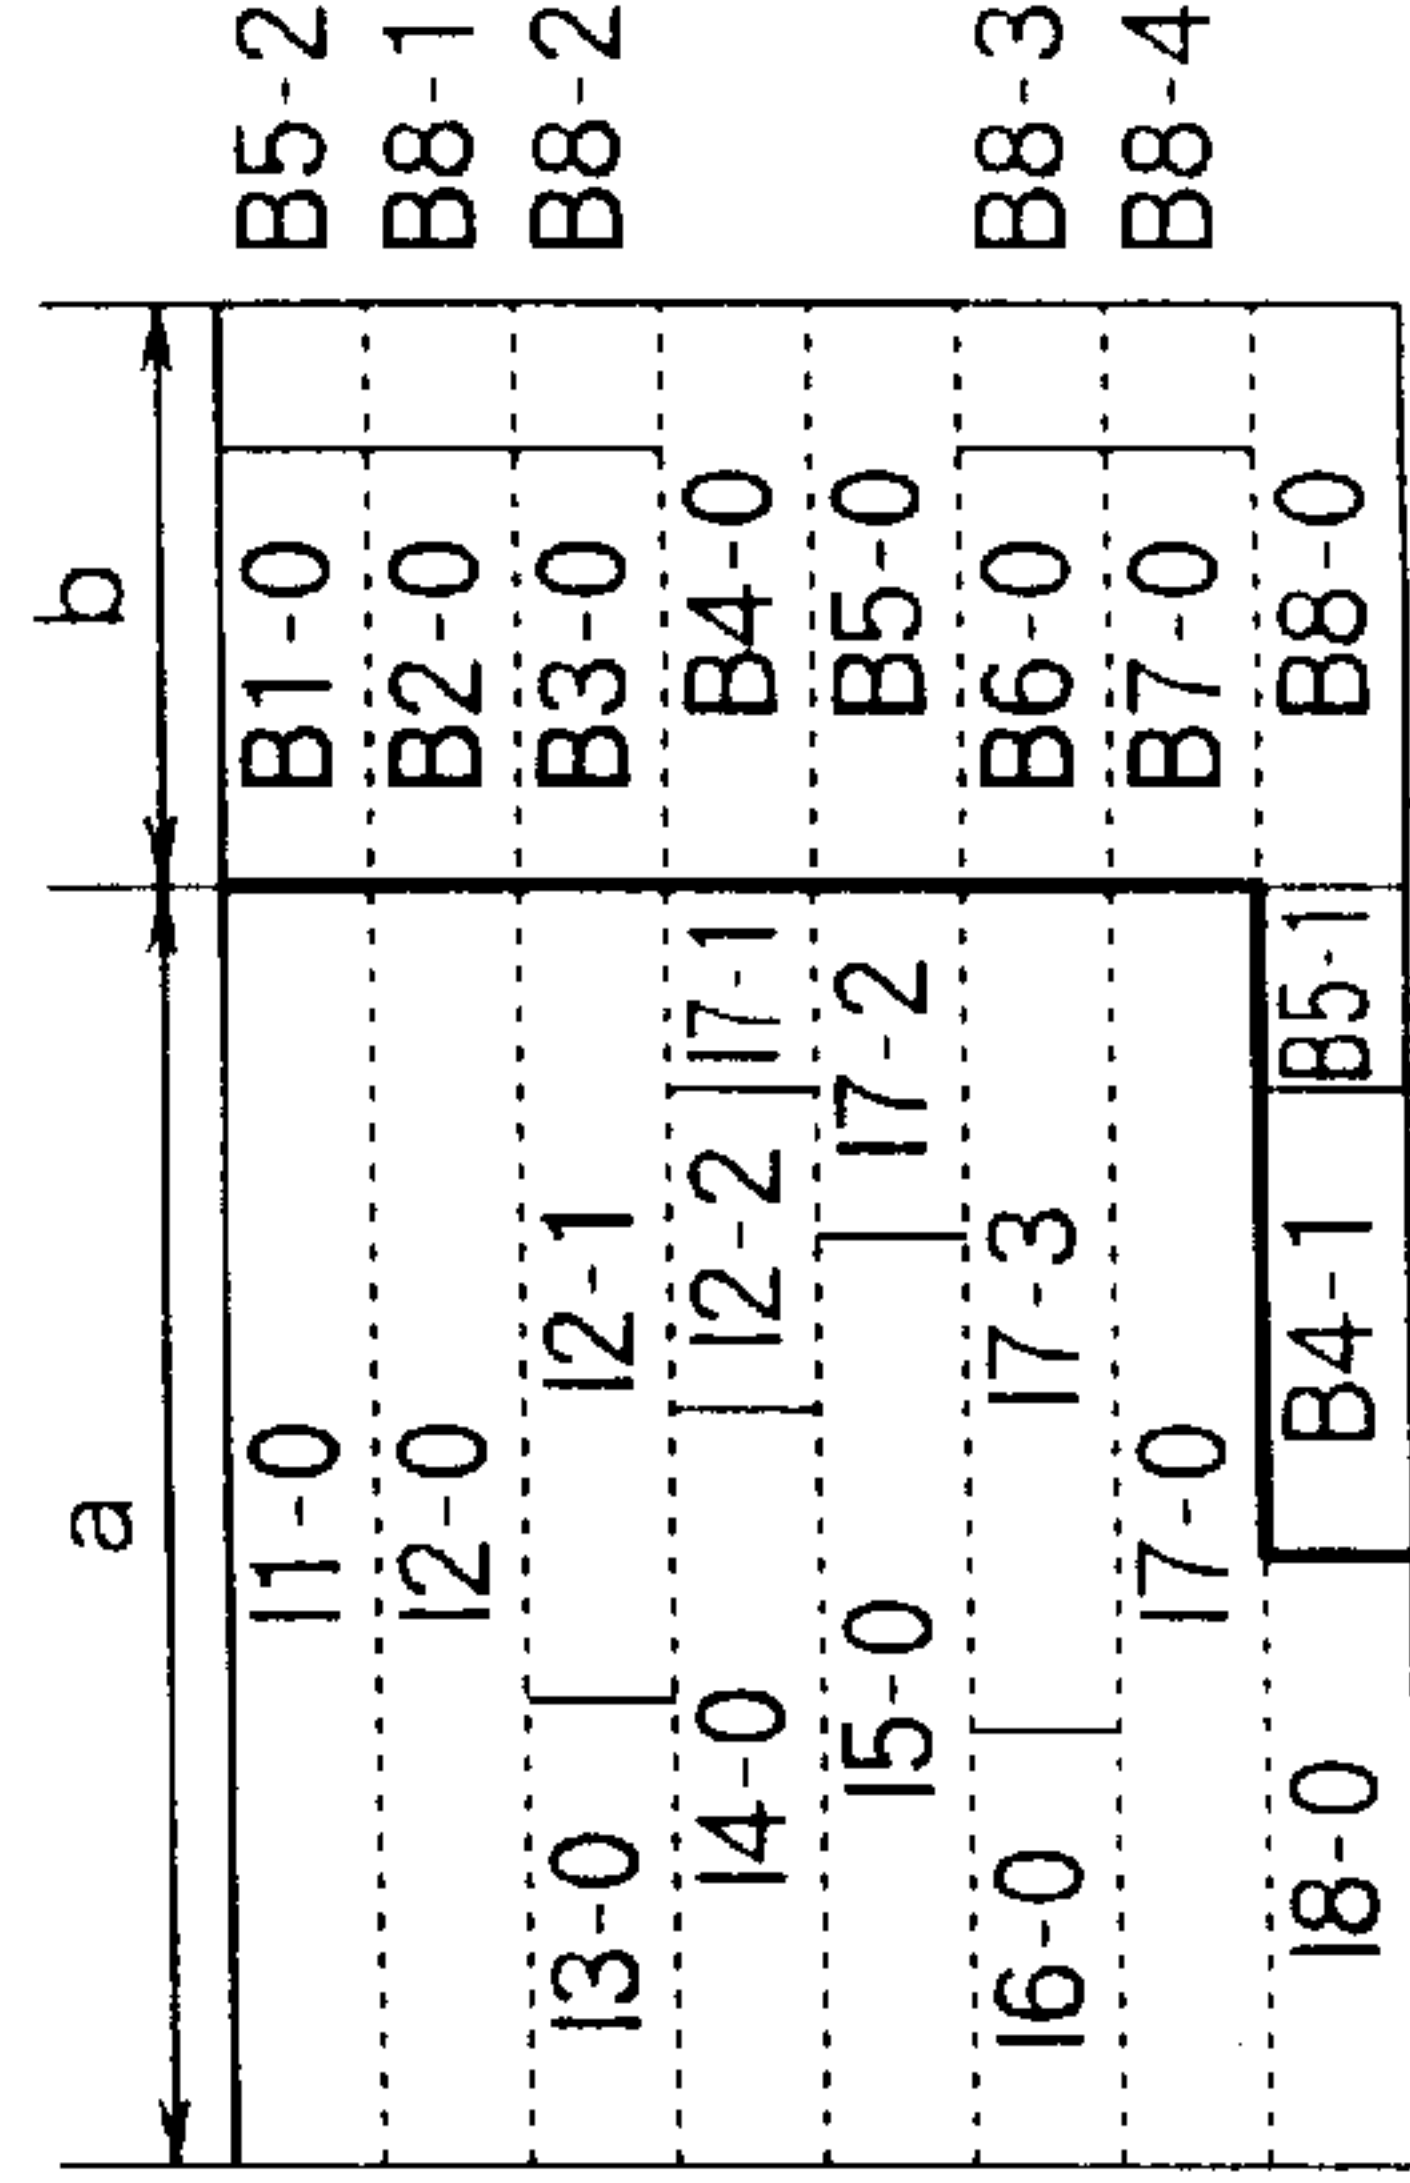 a b
I1-0 B1-0 B5-2
I2-0 B2-0 B8-1
I3-0 I2-1 B3-0 B8-2
I4-0 I2-2 I7-1 B4-0
I5-0 I7-2 B5-0
I6-0 I7-3 B6-0 B8-3
I7-0 B7-0 B8-4
I8-0 B4-1 B5-1 B8-0